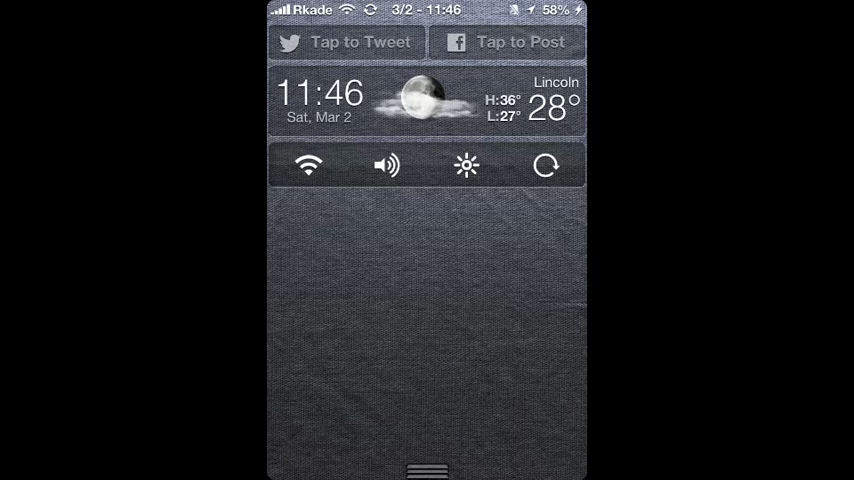 Rkade 3/2 - 11:46 58%
Tap to Tweet Tap to Post
11:46
Sat, Mar 2
Lincoln
H:36°
L:27°
28°